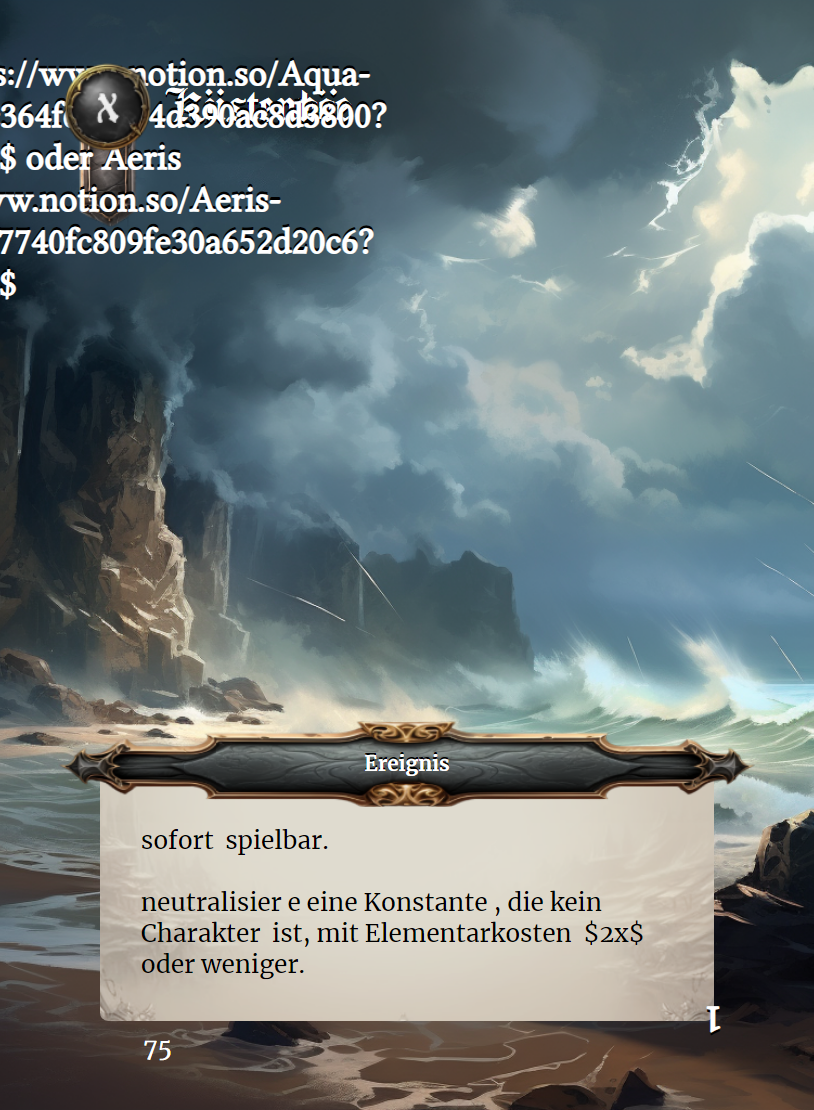 s://ww notion.so/Aqua-
364f 4d390ac8d3800?
$ oder Aeris
w.notion.so/Aeris-
7740fc809fe30a652d20c6?
$
x
Ereignis
sofort spielbar.
neutralisier e eine Konstante , die kein
Charakter ist, mit Elementarkosten $2x$
oder weniger.
1
75